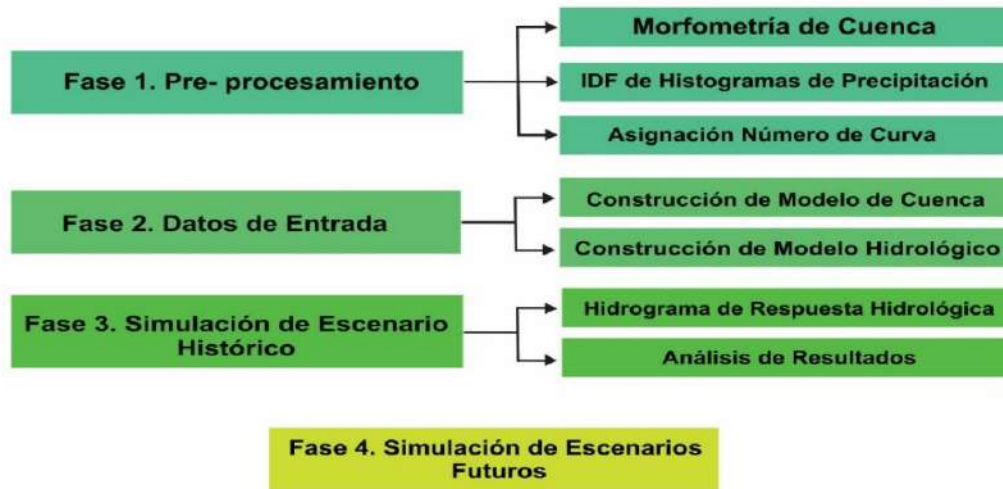 Fase 1. Pre- procesamiento
Morfometría de Cuenca
IDF de Histogramas de Precipitación
Asignación Número de Curva
Fase 2. Datos de Entrada
Construcción de Modelo de Cuenca
Construcción de Modelo Hidrológico
Fase 3. Simulación de Escenario
Histórico
Hidrograma de Respuesta Hidrológica
Análisis de Resultados
Fase 4. Simulación de Escenarios
Futuros